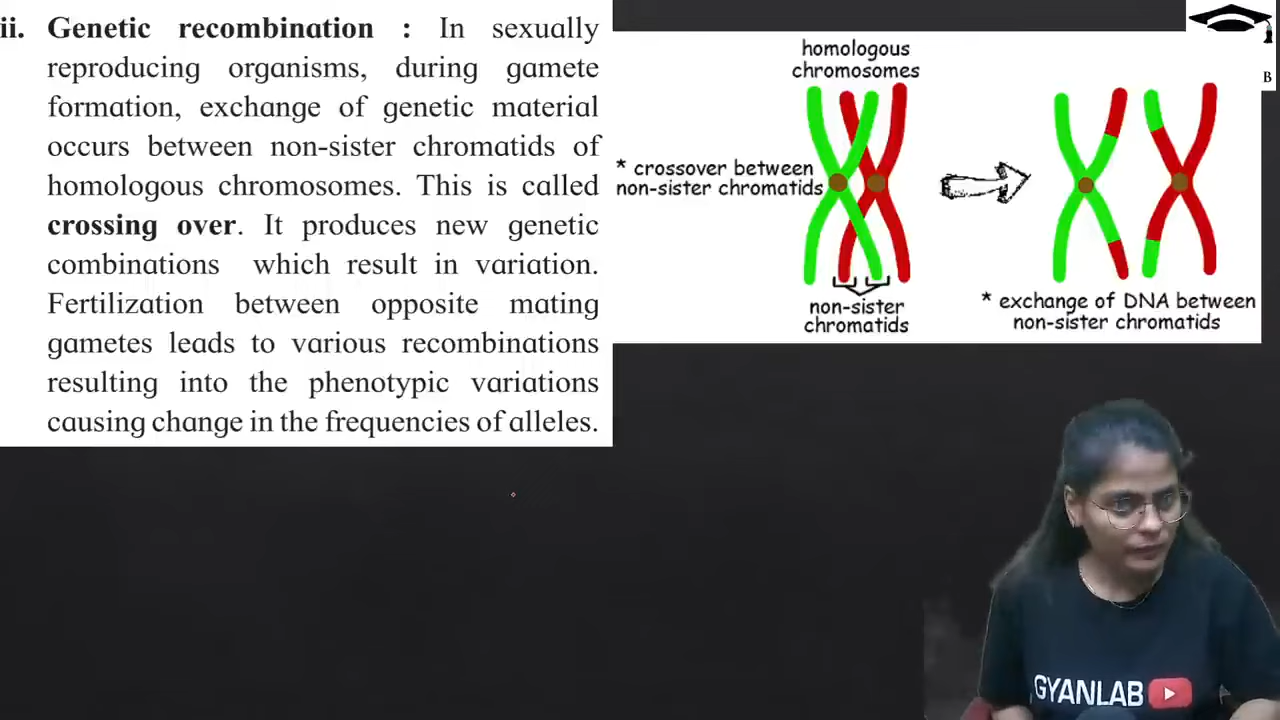 ii. Genetic recombination : In sexually
reproducing organisms, during gamete
formation, exchange of genetic material
occurs between non-sister chromatids of
homologous chromosomes. This is called
crossing over. It produces new genetic
combinations which result in variation.
Fertilization between opposite mating
gametes leads to various recombinations
resulting into the phenotypic variations
causing change in the frequencies of alleles.
homologous
chromosomes
* crossover between
non-sister chromatids
non-sister
chromatids
* exchange of DNA between
non-sister chromatids
B
GYANLAB